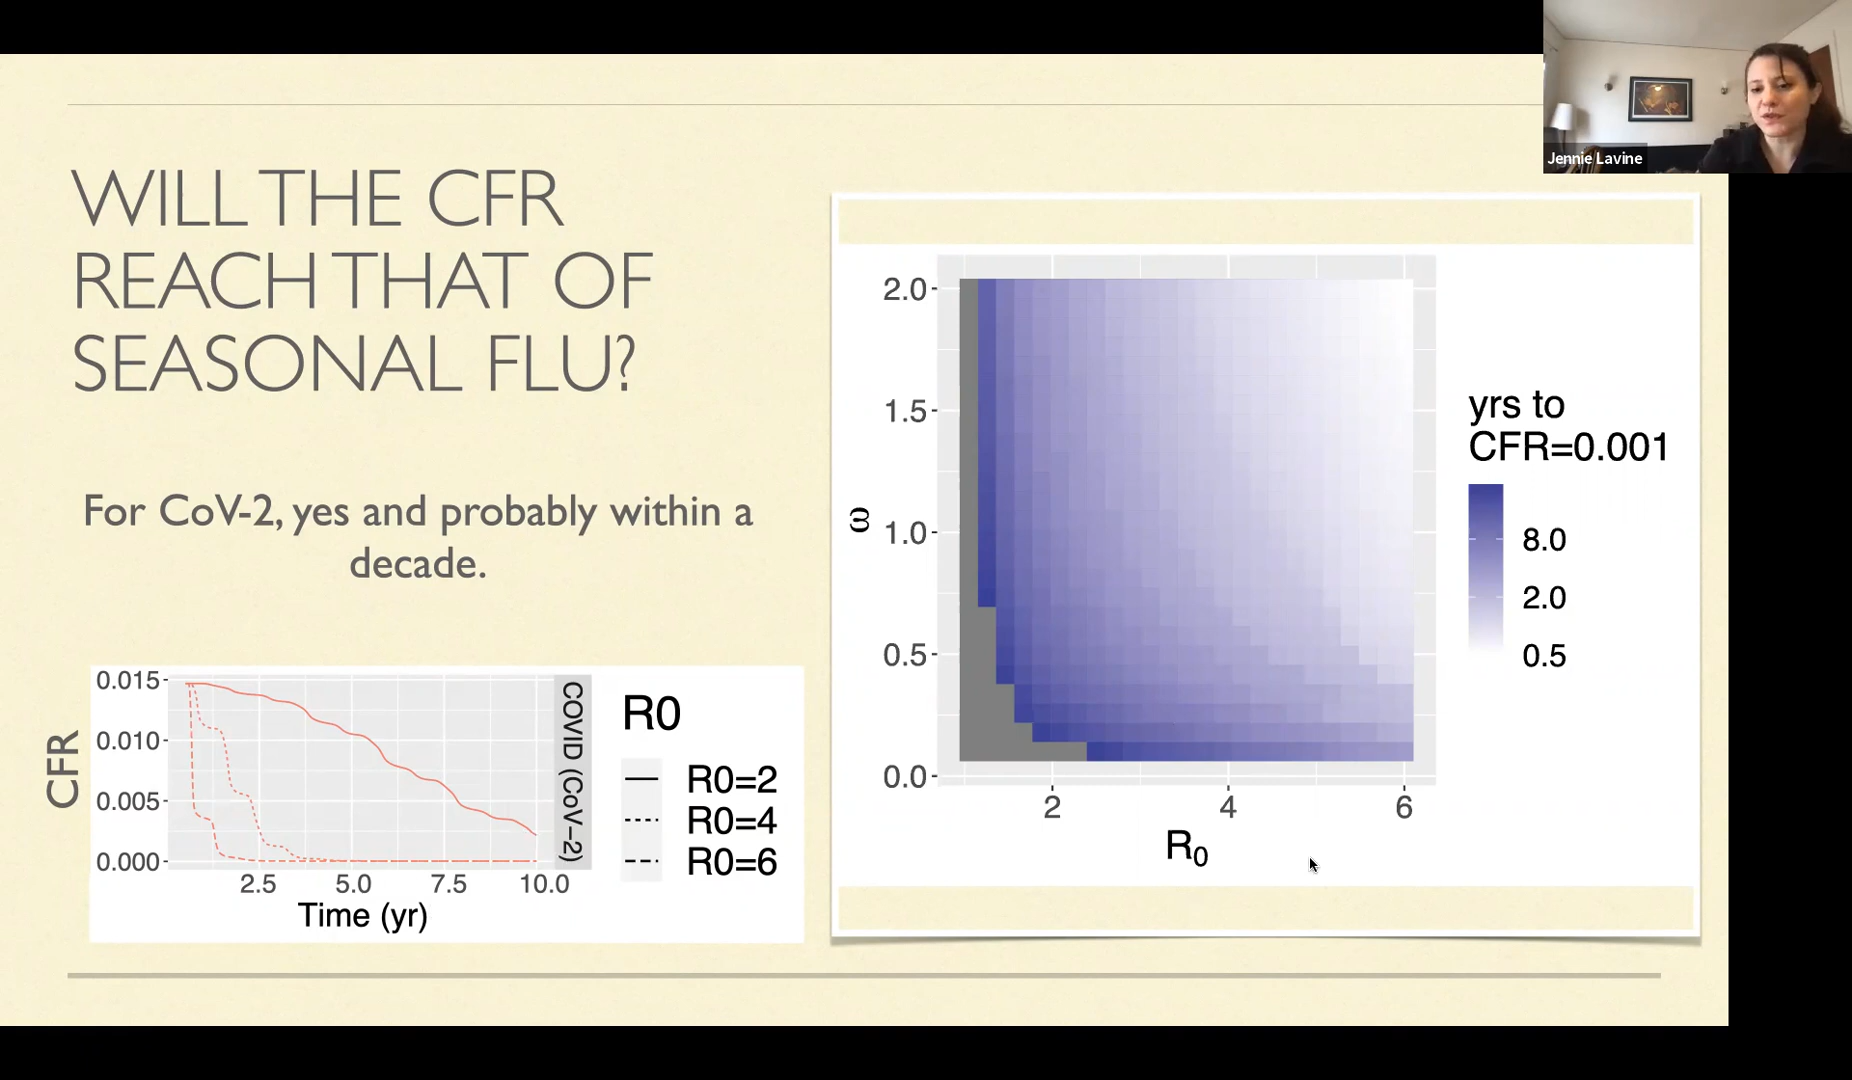 Jennie Lavine
WILL THE CFR
REACH THAT OF
SEASONAL FLU?
For CoV-2, yes and probably within a
decade.
CFR
0.015
0.010
0.005
0.000
2.5 5.0 7.5 10.0
Time (yr)
COVID (CoV-2)
R0
R0=2
R0=4
R0=6
ω
2.0
1.5
1.0
0.5
0.0
2 4 6
R0
yrs to
CFR=0.001
8.0
2.0
0.5